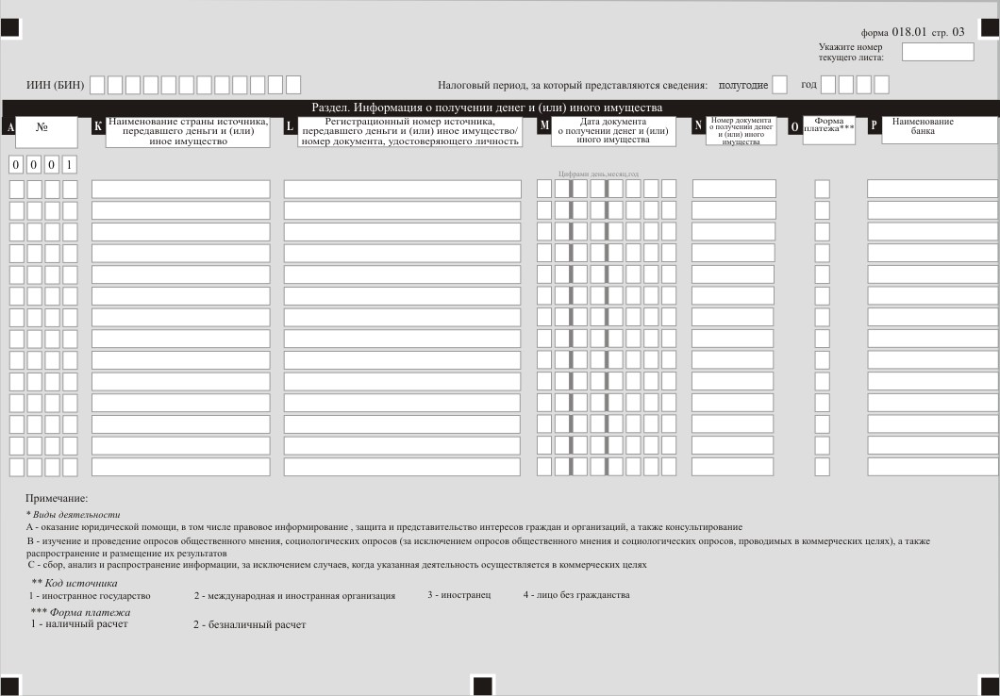 форма 018.01 стр. 03
Укажите номер
текущего листа:
ИИН (БИН)
Налоговый период, за который представляются сведения: полугодие год
Раздел. Информация о получении денег и (или) иного имущества
A №
K Наименование страны источника,
передавшего деньги и (или)
иное имущество
L Регистрационный номер источника,
передавшего деньги и (или) иное имущество/
номер документа, удостоверяющего личность
M Дата документа
о получении денег и (или)
иного имущества
N Номер документа
о получении денег
и (или) иного
имущества
O Форма
платежа***
P Наименование
банка
0 0 0 1
Цифрами день,месяц,год
Примечание:
* Виды деятельности
A - оказание юридической помощи, в том числе правовое информирование , защита и представительство интересов граждан и организаций, а также консультирование
B - изучение и проведение опросов общественного мнения, социологических опросов (за исключением опросов общественного мнения и социологических опросов, проводимых в коммерческих целях), а также
распространение и размещение их результатов
C - сбор, анализ и распространение информации, за исключением случаев, когда указанная деятельность осуществляется в коммерческих целях
** Код источника
1 - иностранное государство 2 - международная и иностранная организация 3 - иностранец 4 - лицо без гражданства
*** Форма платежа
1 - наличный расчет 2 - безналичный расчет